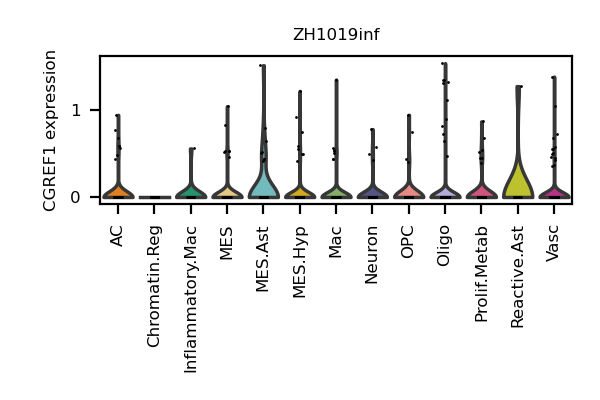 ZH1019inf
CGREF1 expression
1
0
AC
Chromatin.Reg
Inflammatory.Mac
MES
MES.Ast
MES.Hyp
Mac
Neuron
OPC
Oligo
Prolif.Metab
Reactive.Ast
Vasc